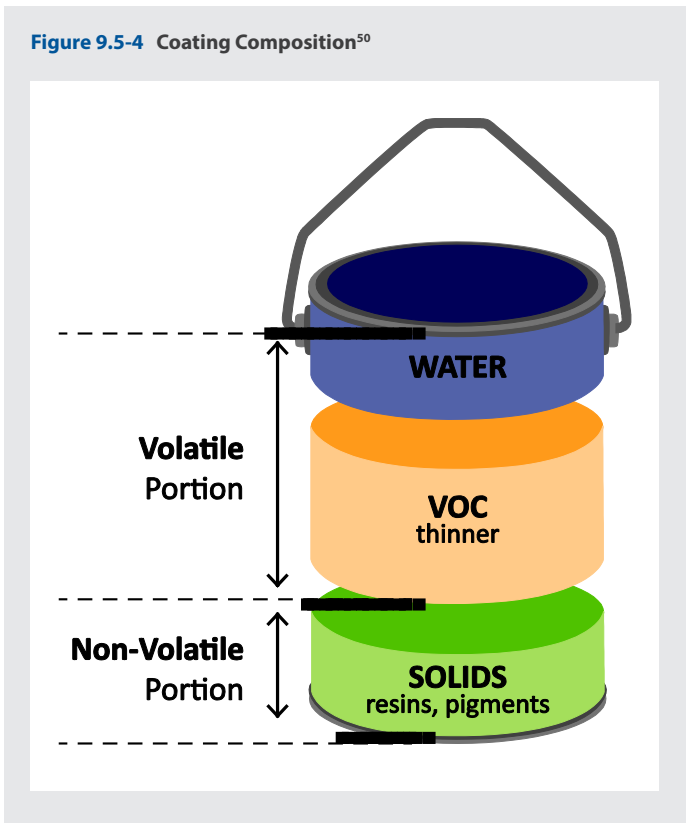 Figure 9.5-4 Coating Composition⁵⁰
WATER
Volatile
Portion
VOC
thinner
Non-Volatile
Portion
SOLIDS
resins, pigments